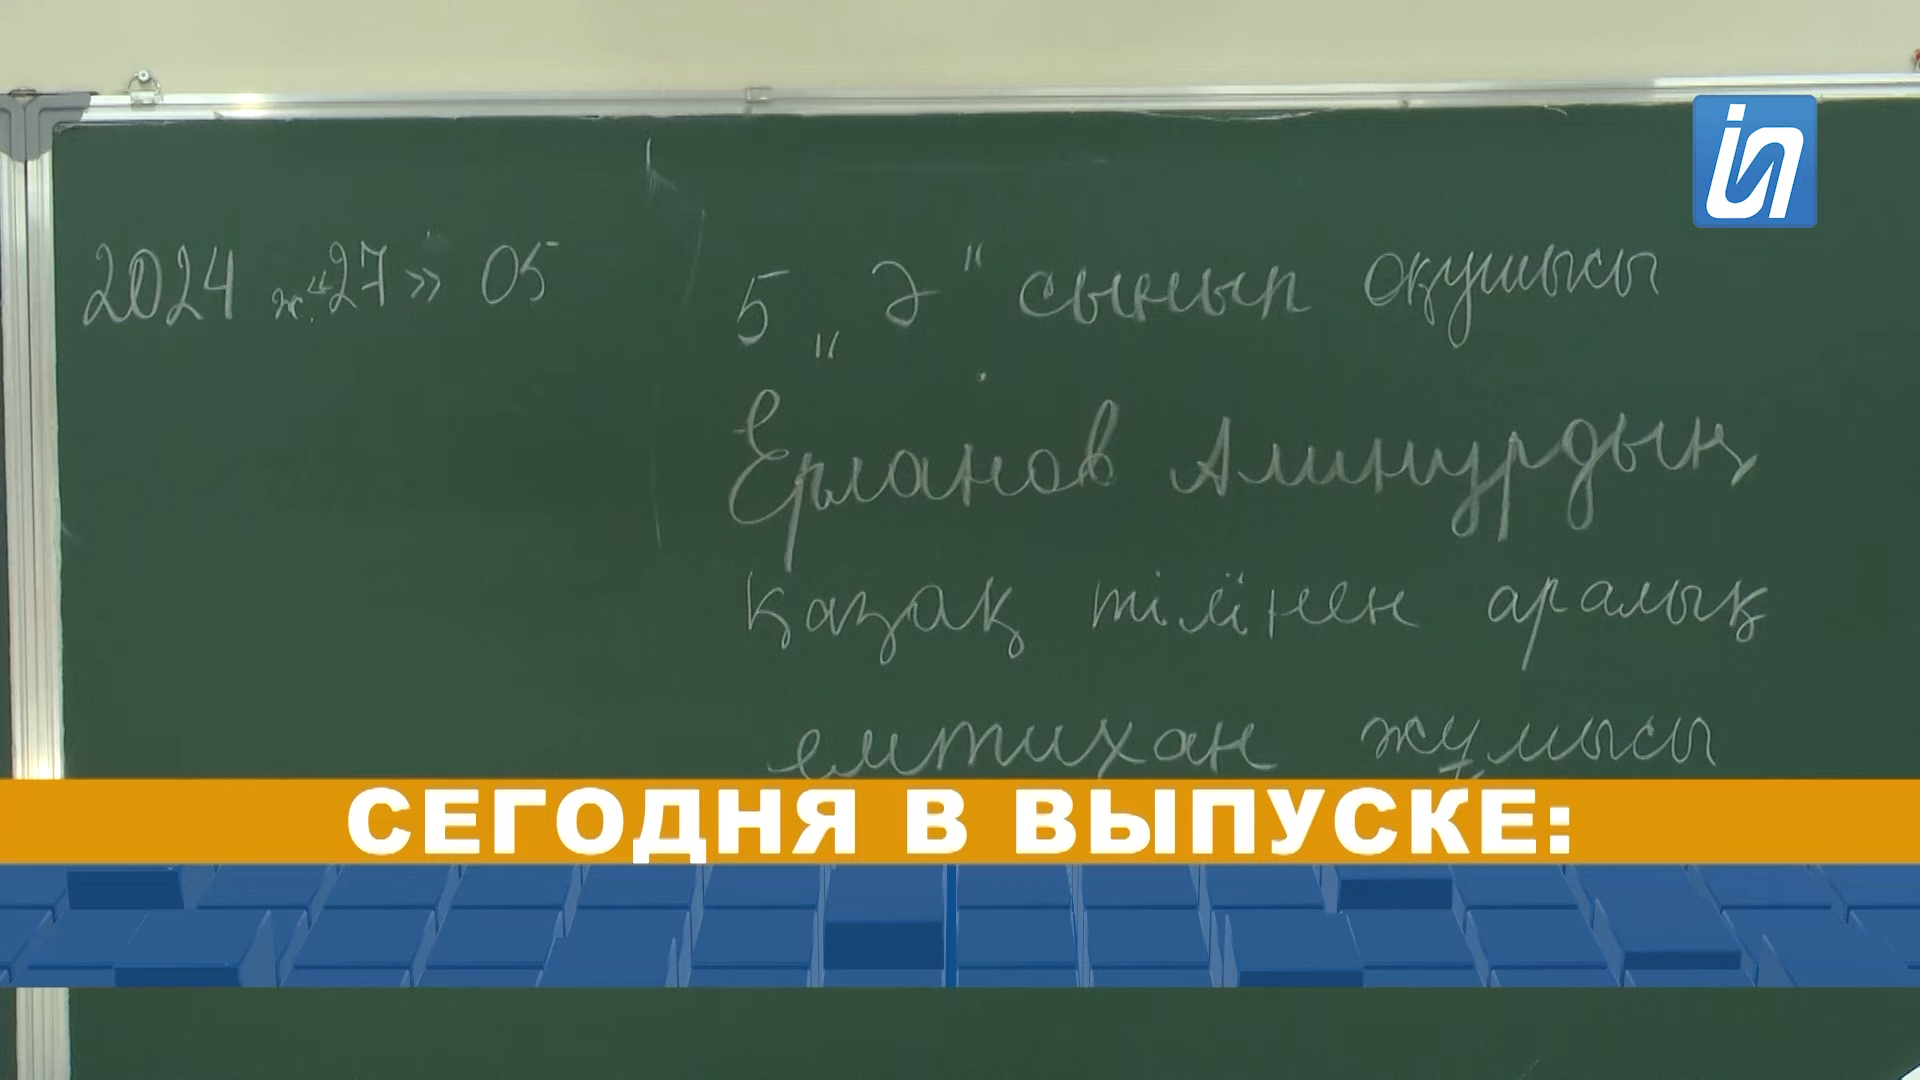 2024 ж. «27» 05
5 „Ә" сынып оқушысы
Ерланов Алинурдың
қазақ тілінен аралық
емтихан жұмысы
СЕГОДНЯ В ВЫПУСКЕ: